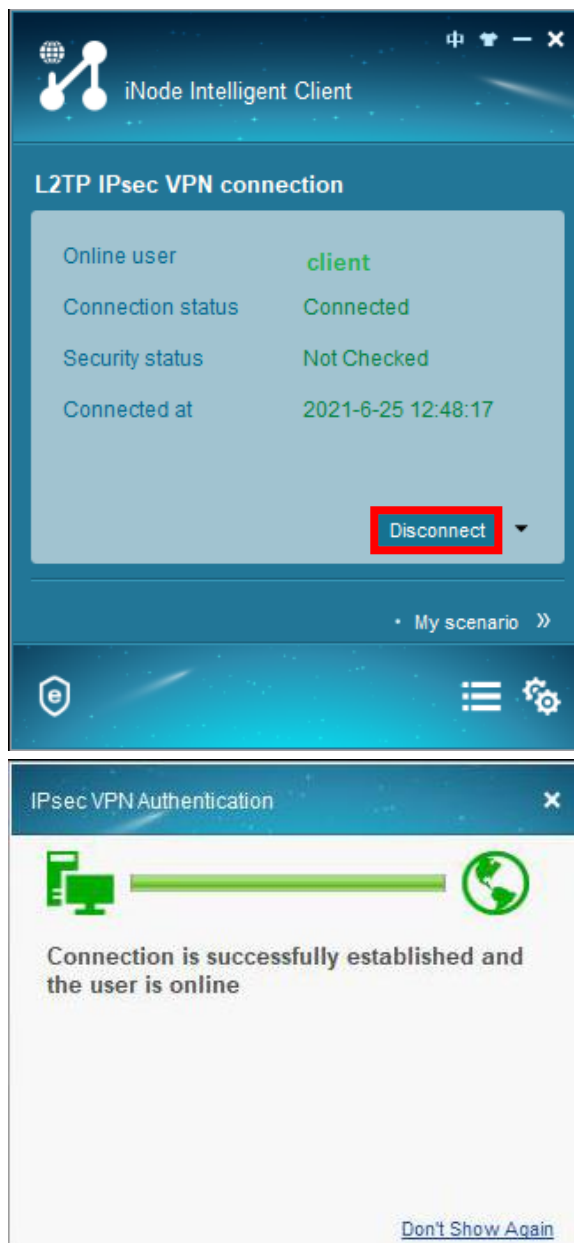 中
iNode Intelligent Client
L2TP IPsec VPN connection
Online user client
Connection status Connected
Security status Not Checked
Connected at 2021-6-25 12:48:17
Disconnect
• My scenario »
e
IPsec VPN Authentication
Connection is successfully established and
the user is online
Don't Show Again